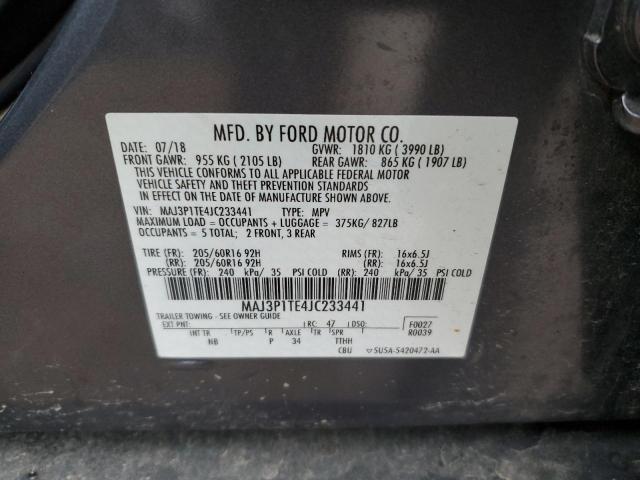 MFD. BY FORD MOTOR CO.
DATE: 07/18 GVWR: 1810 KG ( 3990 LB)
FRONT GAWR: 955 KG ( 2105 LB) REAR GAWR: 865 KG ( 1907 LB)
THIS VEHICLE CONFORMS TO ALL APPLICABLE FEDERAL MOTOR
VEHICLE SAFETY AND THEFT PREVENTION STANDARDS
IN EFFECT ON THE DATE OF MANUFACTURE SHOWN ABOVE.
VIN: MAJ3P1TE4JC233441 TYPE: MPV
MAXIMUM LOAD = OCCUPANTS + LUGGAGE = 375KG/ 827LB
OCCUPANTS = 5 TOTAL; 2 FRONT, 3 REAR
TIRE (FR): 205/60R16 92H RIMS (FR): 16x6.5J
(RR): 205/60R16 92H (RR): 16x6.5J
PRESSURE (FR): 240 kPa/ 35 PSI COLD (RR): 240 kPa/ 35 PSI COLD
MAJ3P1TE4JC233441
TRAILER TOWING - SEE OWNER GUIDE
EXT PNT: RC: 47 DSO: F0027
R0039
INT TR TP/PS R AXLE TR SPR
NB P 34 TTHH
CBU SU5A-5420472-AA